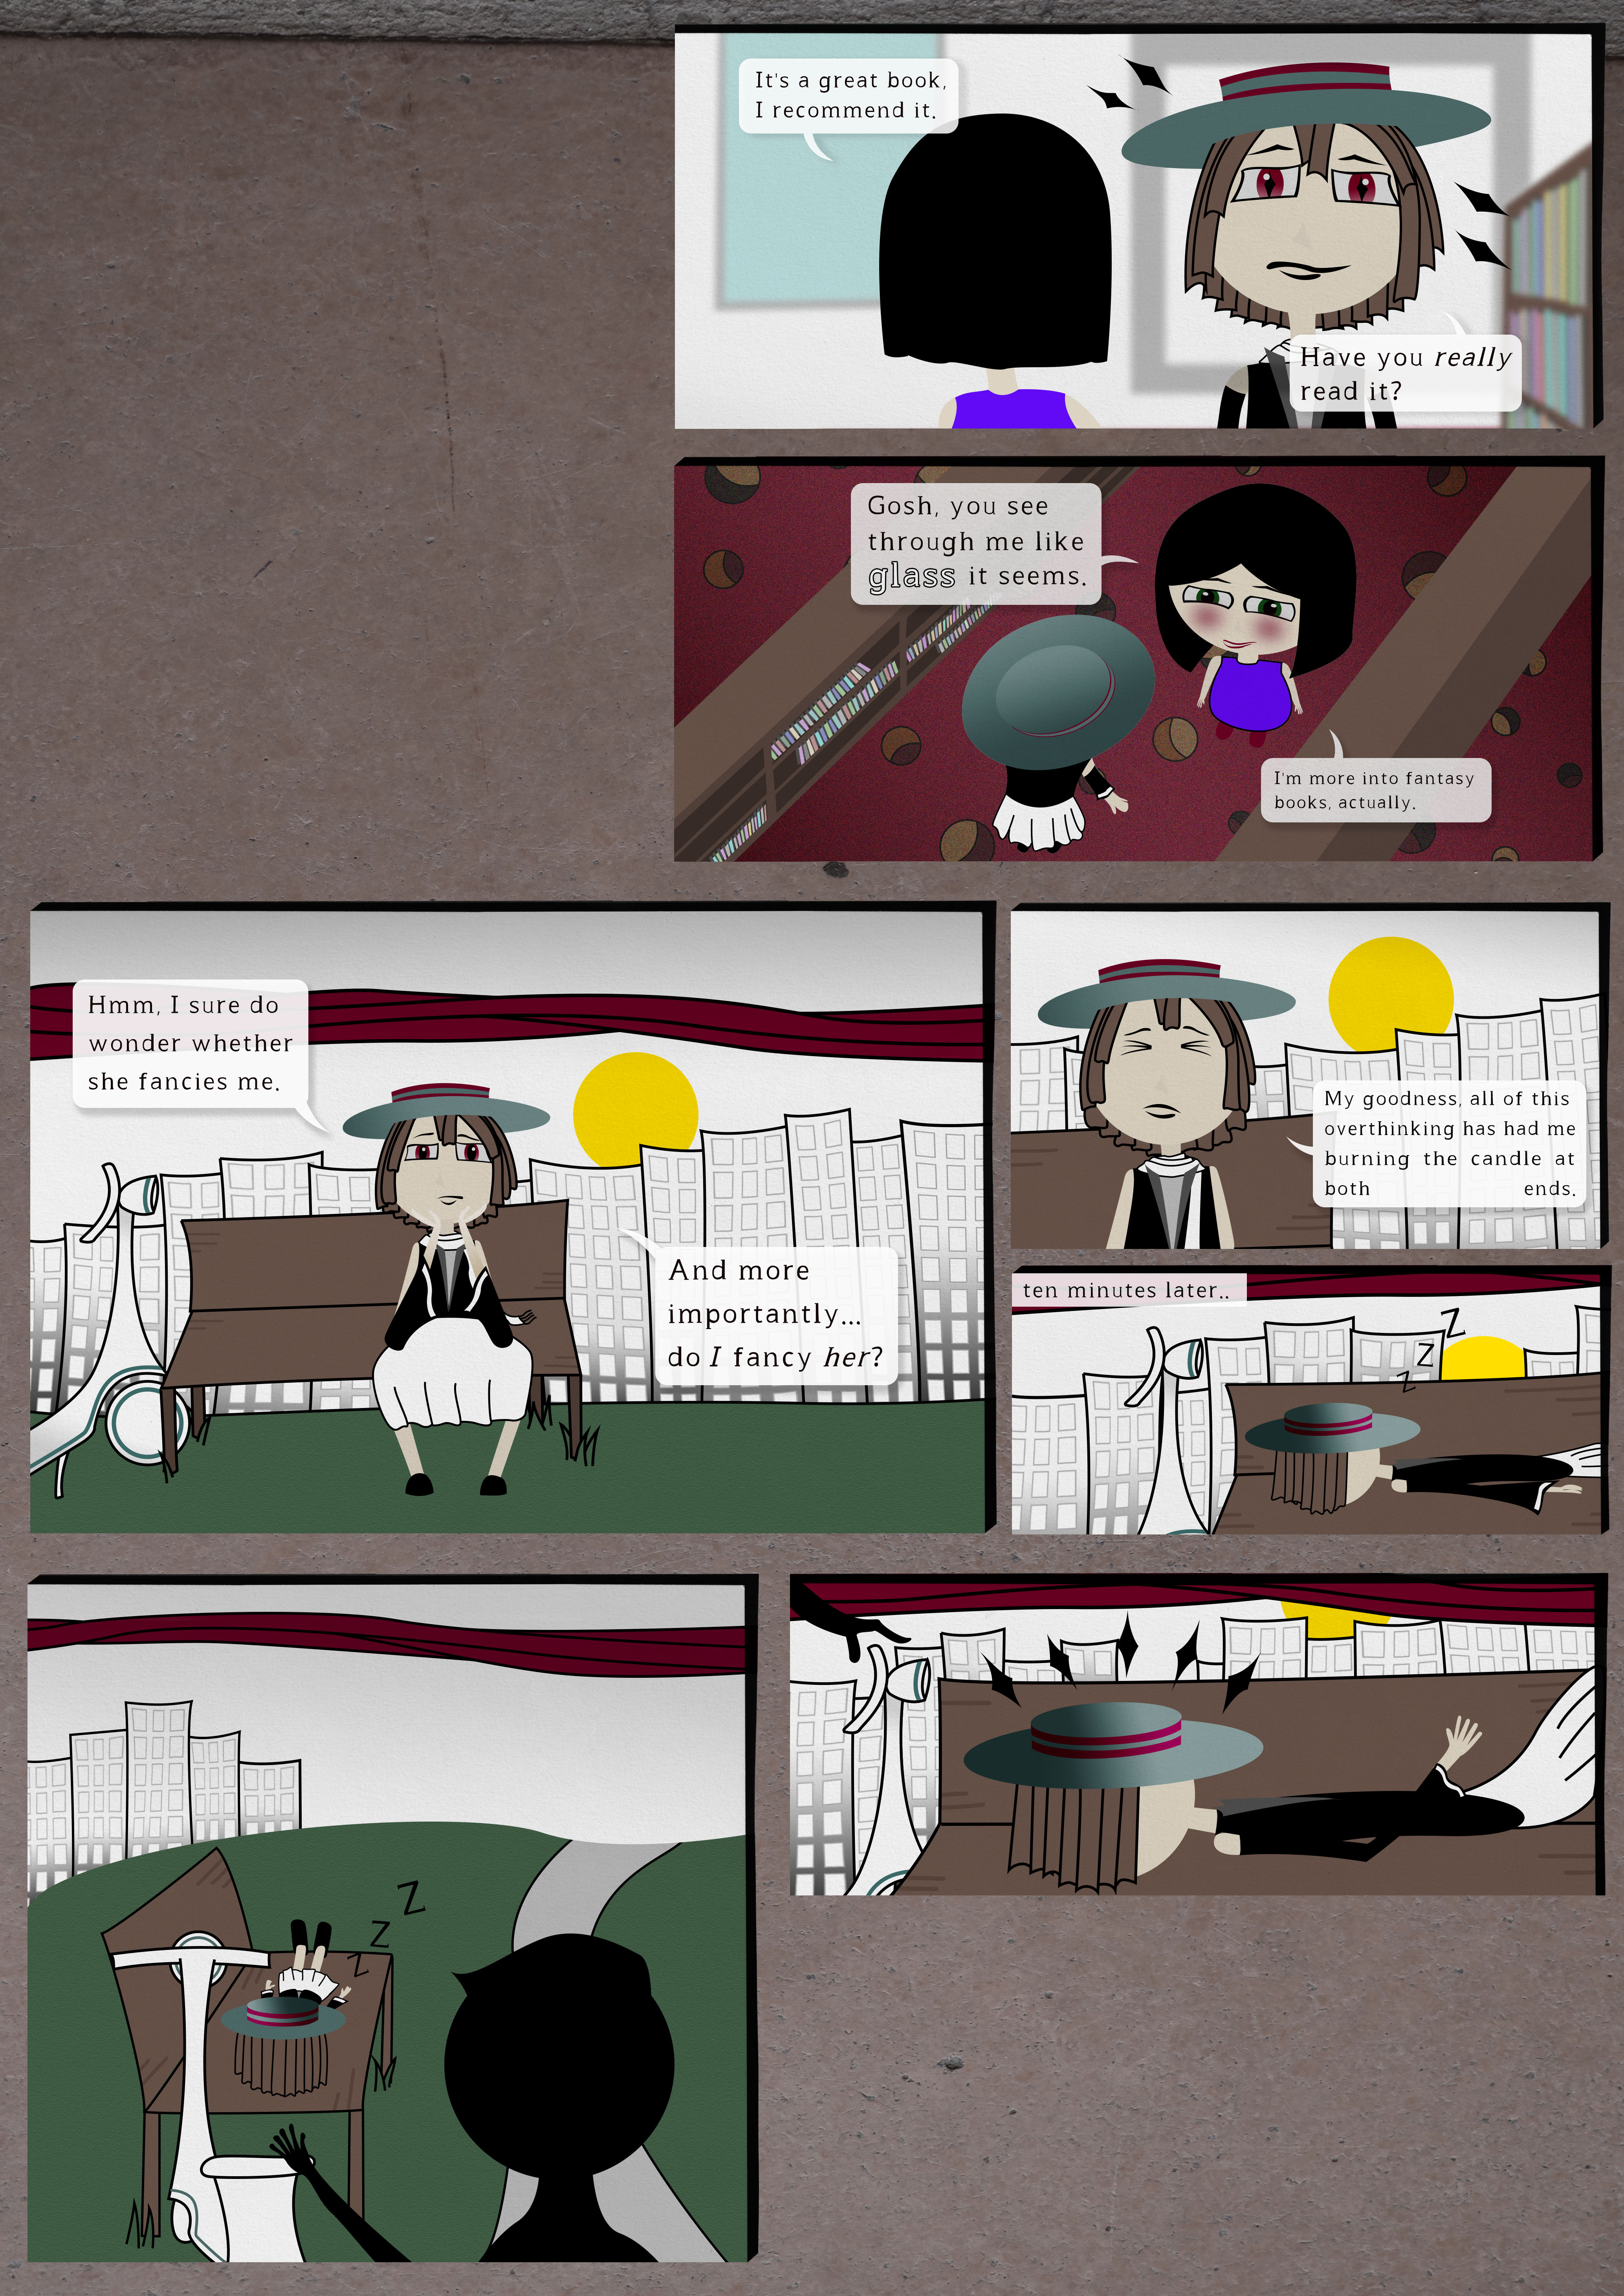 It's a great book,
I recommend it.
Have you really
read it?
Gosh, you see
through me like
glass it seems.
I'm more into fantasy
books, actually.
Hmm, I sure do
wonder whether
she fancies me.
And more
importantly...
do I fancy her?
My goodness, all of this
overthinking has had me
burning the candle at
both ends.
ten minutes later..
Z
Z
Z
Z
Z
Z